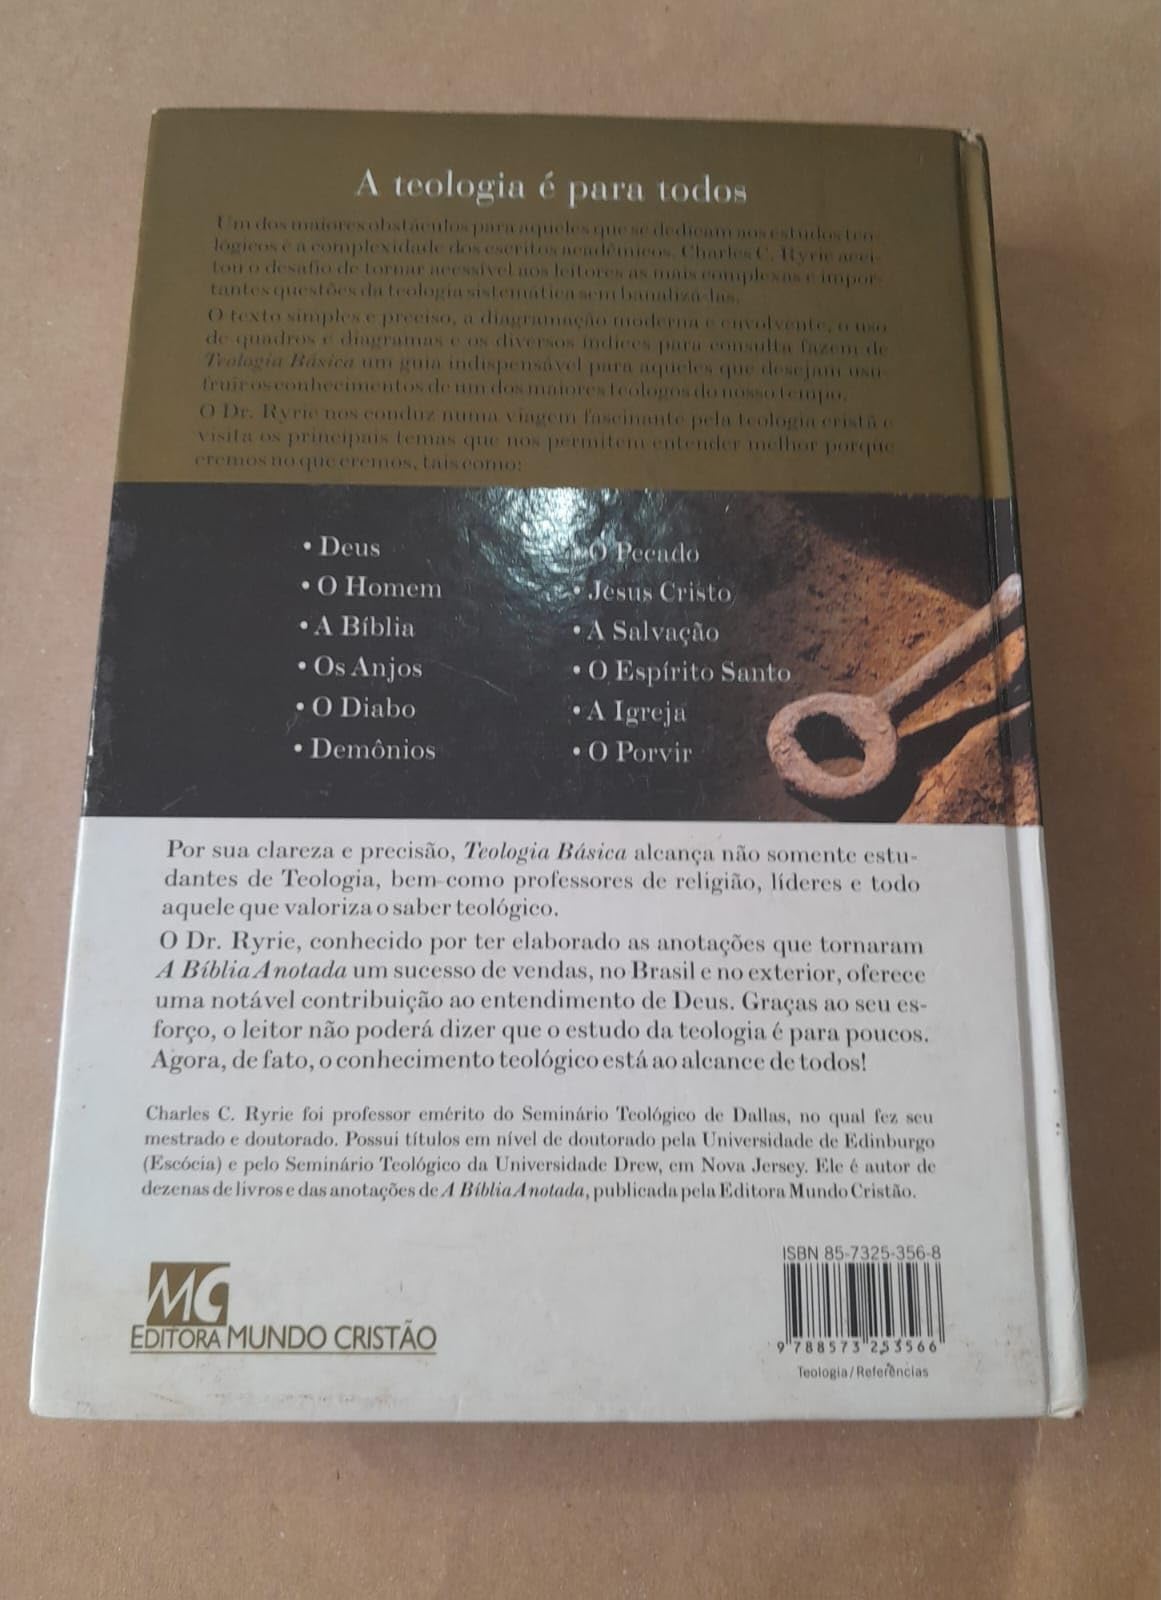 A teologia é para todos
Um dos maiores obstáculos para aqueles que se dedicam aos estudos teo-
lógicos é a complexidade dos escritos acadêmicos. Charles C. Ryrie acei-
tou o desafio de tornar acessível aos leitores as mais complexas e impor-
tantes questões da teologia sistemática sem banalizá-las.
O texto simples e preciso, a diagramação moderna e envolvente, o uso
de quadros e diagramas e os diversos índices para consulta fazem de
Teologia Básica um guia indispensável para aqueles que desejam usu-
fruir os conhecimentos de um dos maiores teólogos do nosso tempo.
O Dr. Ryrie nos conduz numa viagem fascinante pela teologia cristã e
visita os principais temas que nos permitem entender melhor porque
cremos no que cremos, tais como:
• Deus
• O Homem
• A Bíblia
• Os Anjos
• O Diabo
• Demônios
• O Pecado
• Jesus Cristo
• A Salvação
• O Espírito Santo
• A Igreja
• O Porvir
Por sua clareza e precisão, Teologia Básica alcança não somente estu-
dantes de Teologia, bem como professores de religião, líderes e todo
aquele que valoriza o saber teológico.
O Dr. Ryrie, conhecido por ter elaborado as anotações que tornaram
A Bíblia Anotada um sucesso de vendas, no Brasil e no exterior, oferece
uma notável contribuição ao entendimento de Deus. Graças ao seu es-
forço, o leitor não poderá dizer que o estudo da teologia é para poucos.
Agora, de fato, o conhecimento teológico está ao alcance de todos!
Charles C. Ryrie foi professor emérito do Seminário Teológico de Dallas, no qual fez seu
mestrado e doutorado. Possui títulos em nível de doutorado pela Universidade de Edinburgo
(Escócia) e pelo Seminário Teológico da Universidade Drew, em Nova Jersey. Ele é autor de
dezenas de livros e das anotações de A Bíblia Anotada, publicada pela Editora Mundo Cristão.
MC
EDITORA MUNDO CRISTÃO
ISBN 85-7325-356-8
9 788573 253566
Teologia/Referências